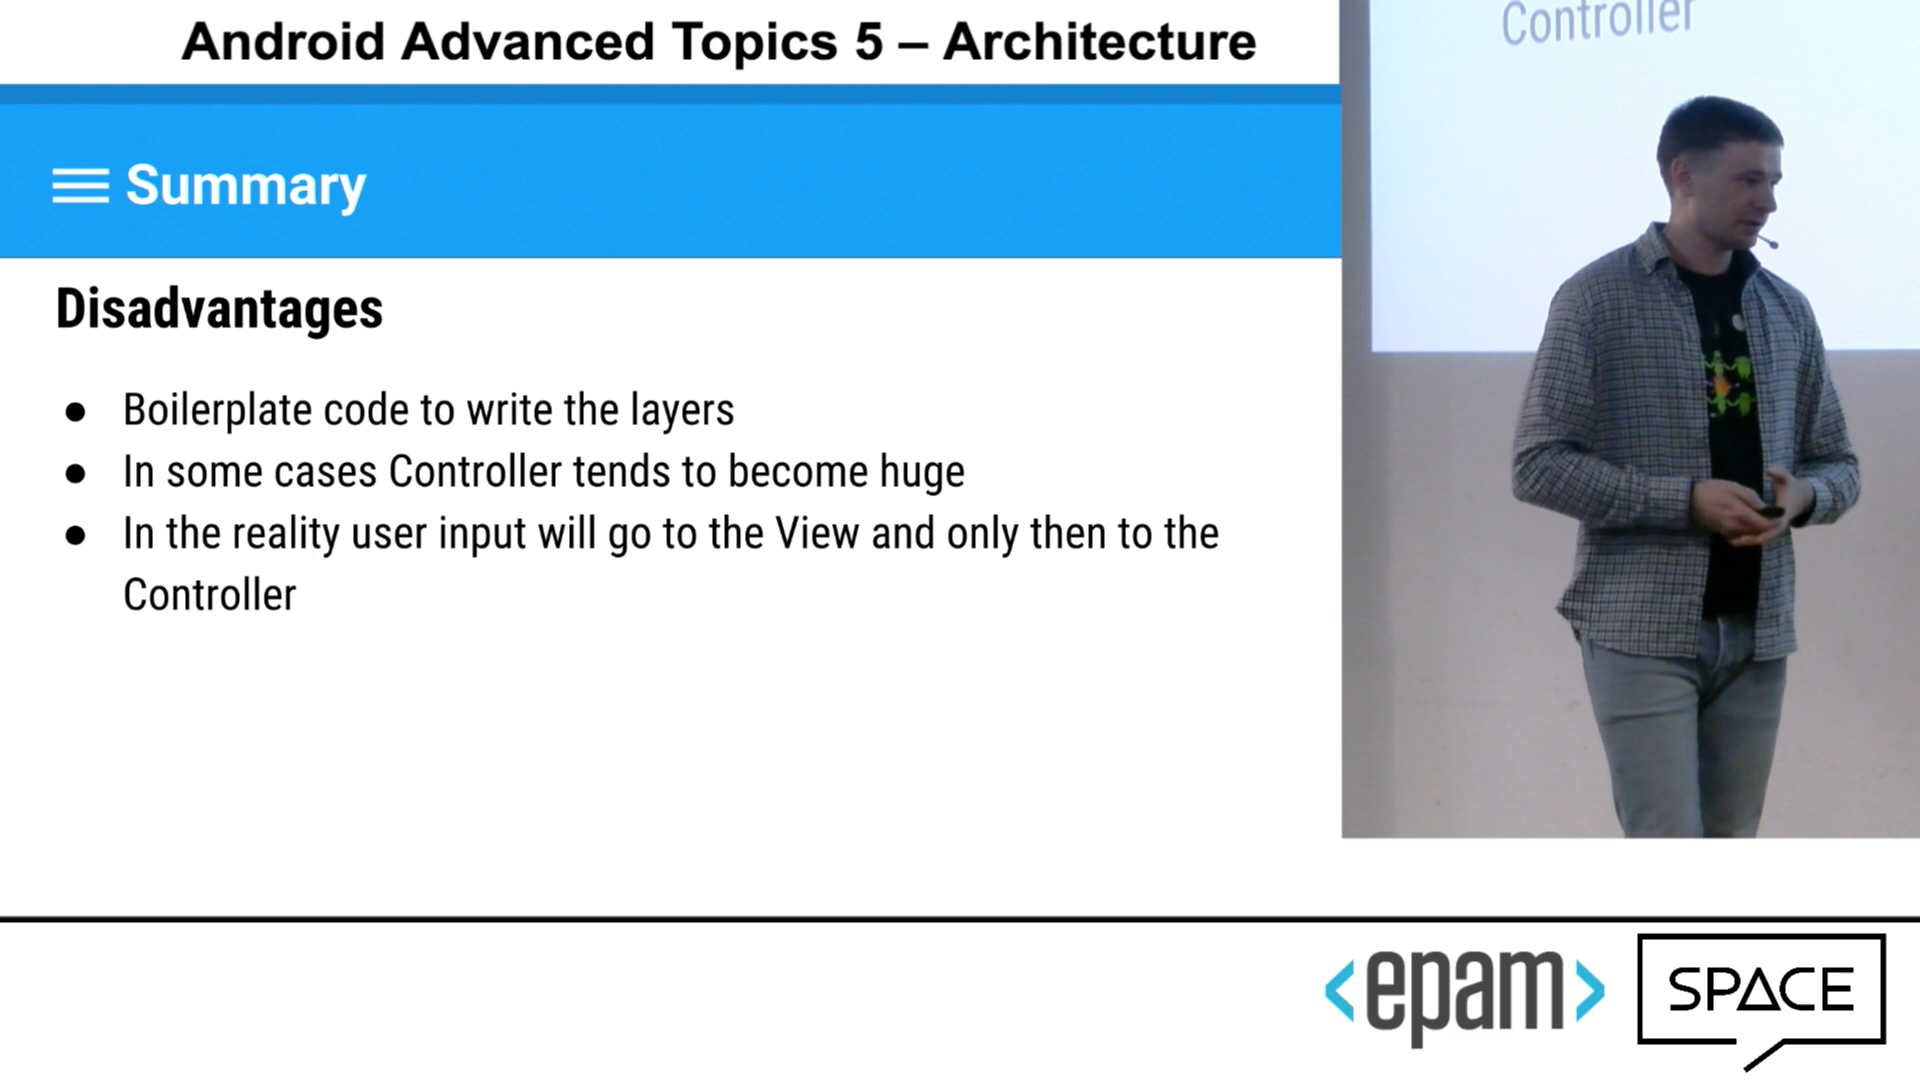 Android Advanced Topics 5 – Architecture
Controller
Summary
Disadvantages
● Boilerplate code to write the layers
● In some cases Controller tends to become huge
● In the reality user input will go to the View and only then to the
Controller
<epam>
SPACE